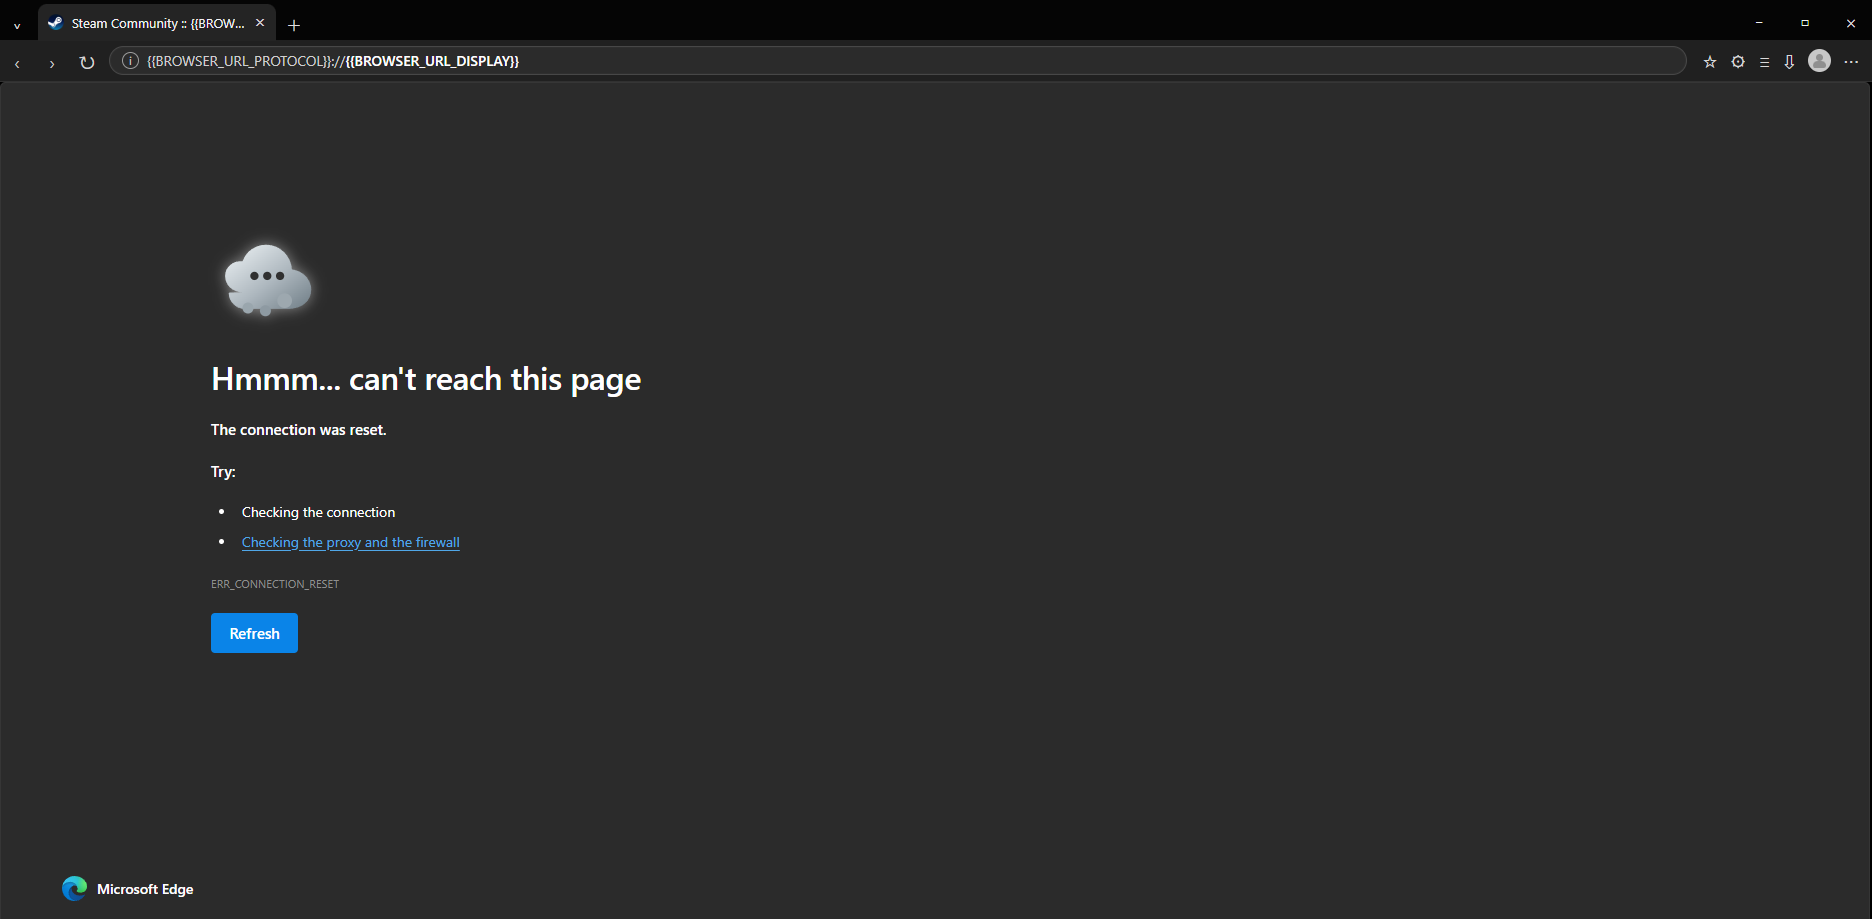 Steam Community :: {{BROW...
{{BROWSER_URL_PROTOCOL}}://{{BROWSER_URL_DISPLAY}}
Hmmm... can't reach this page
The connection was reset.
Try:
Checking the connection
Checking the proxy and the firewall
ERR_CONNECTION_RESET
Refresh
Microsoft Edge